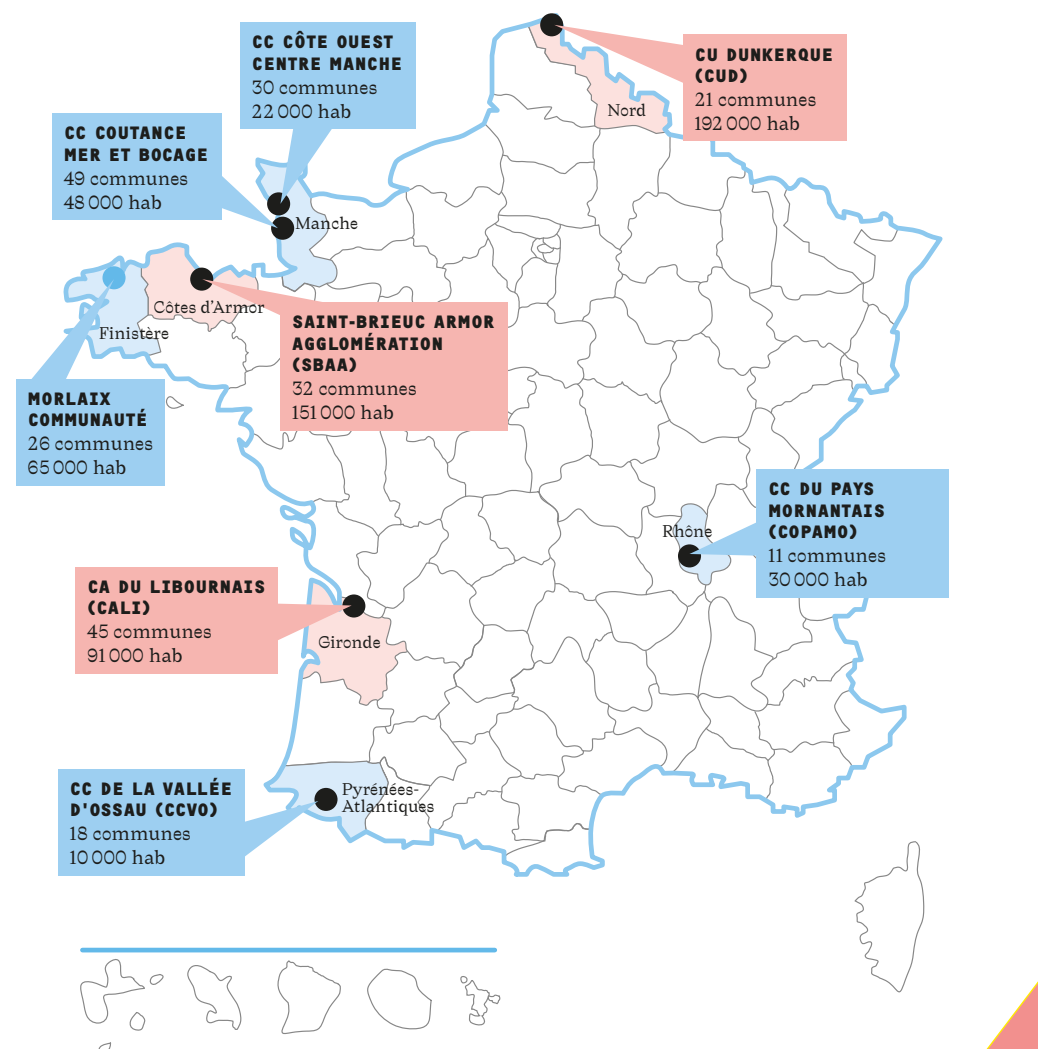 CC CÔTE OUEST
CENTRE MANCHE
30 communes
22 000 hab
CU DUNKERQUE
(CUD)
21 communes
192 000 hab
Nord
CC COUTANCE
MER ET BOCAGE
49 communes
48 000 hab
Manche
Côtes d'Armor
Finistère
SAINT-BRIEUC ARMOR
AGGLOMÉRATION
(SBAA)
32 communes
151 000 hab
MORLAIX
COMMUNAUTÉ
26 communes
65 000 hab
CC DU PAYS
MORNANTAIS
(COPAMO)
11 communes
30 000 hab
Rhône
CA DU LIBOURNAIS
(CALI)
45 communes
91 000 hab
Gironde
CC DE LA VALLÉE
D'OSSAU (CCVO)
18 communes
10 000 hab
Pyrénées-
Atlantiques